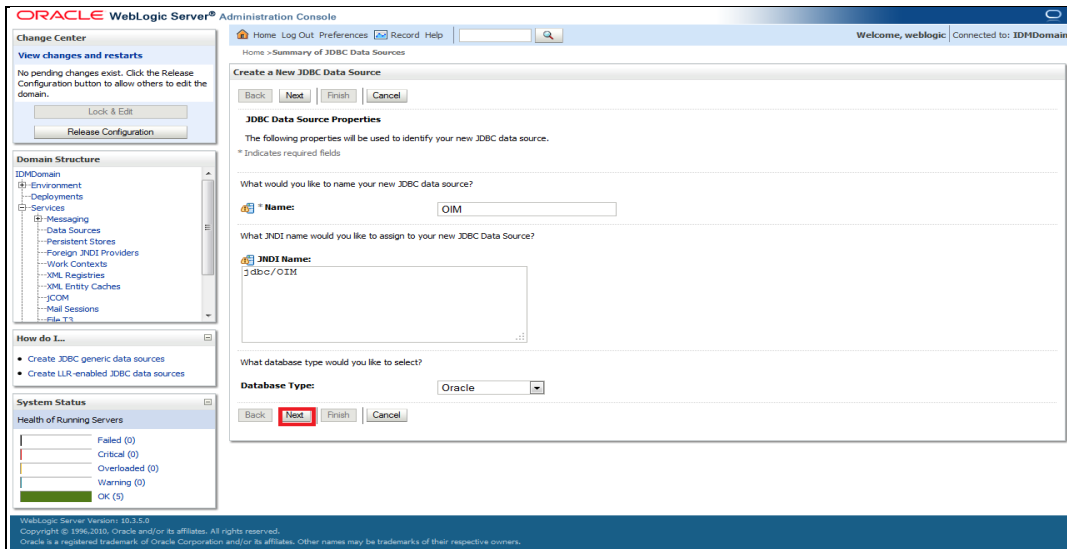 ORACLE WebLogic Server® Administration Console
Change Center
View changes and restarts
No pending changes exist. Click the Release
Configuration button to allow others to edit the
domain.
Lock & Edit
Release Configuration
Domain Structure
IDMDomain
Environment
Deployments
Services
Messaging
Data Sources
Persistent Stores
Foreign JNDI Providers
Work Contexts
XML Registries
XML Entity Caches
jCOM
Mail Sessions
File T3
How do I...
Create JDBC generic data sources
Create LLR-enabled JDBC data sources
System Status
Health of Running Servers
Failed (0)
Critical (0)
Overloaded (0)
Warning (0)
OK (5)
Home Log Out Preferences Record Help
Welcome, weblogic Connected to: IDMDomain
Home >Summary of JDBC Data Sources
Create a New JDBC Data Source
Back Next Finish Cancel
JDBC Data Source Properties
The following properties will be used to identify your new JDBC data source.
* Indicates required fields
What would you like to name your new JDBC data source?
* Name: OIM
What JNDI name would you like to assign to your new JDBC Data Source?
JNDI Name:
jdbc/OIM
What database type would you like to select?
Database Type: Oracle
Back Next Finish Cancel
WebLogic Server Version: 10.3.5.0
Copyright © 1996,2010, Oracle and/or its affiliates. All rights reserved.
Oracle is a registered trademark of Oracle Corporation and/or its affiliates. Other names may be trademarks of their respective owners.